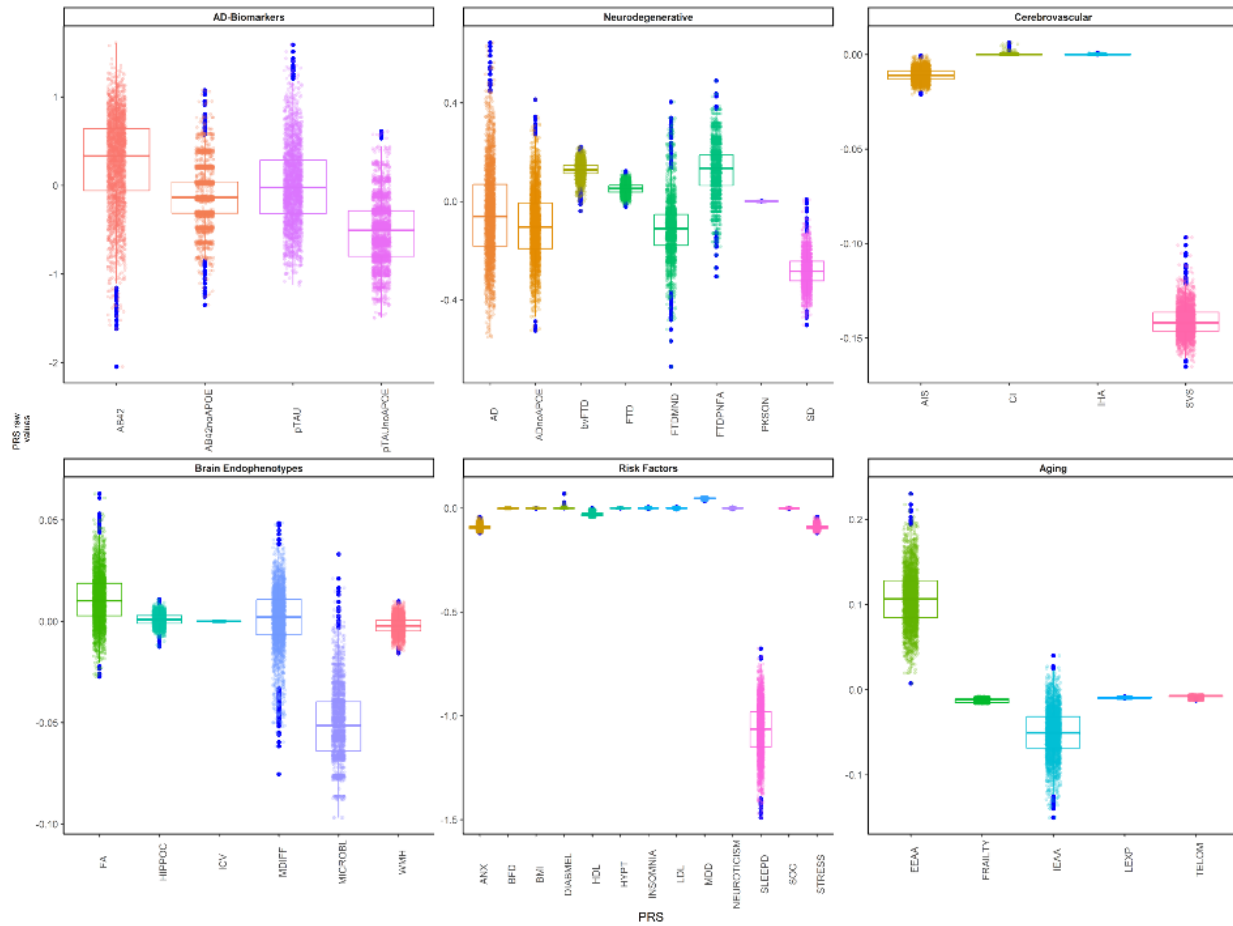 AD-Biomarkers
Neurodegenerative
Cerebrovascular
1
0
-1
-2
0.4
0.0
-0.4
0.00
-0.05
-0.10
-0.15
AB42
AB42noAPOE
pTAU
pTAUnoAPOE
AD
ADnoAPOE
bvFTD
FTD
FTDMND
FTDPNFA
PKSON
SD
AIS
CI
IHA
SVS
PRS raw
values
Brain Endophenotypes
Risk Factors
Aging
0.05
0.00
-0.05
-0.10
0.0
-0.5
-1.0
-1.5
0.2
0.1
0.0
-0.1
FA
HIPPOC
ICV
MDIFF
MICROBL
WMH
ANX
BFD
BMI
DIABMEL
HDL
HYPT
INSOMNIA
LDL
MDD
NEUROTICISM
SLEEPD
SOC
STRESS
EEAA
FRAILTY
IEAA
LEXP
TELOM
PRS